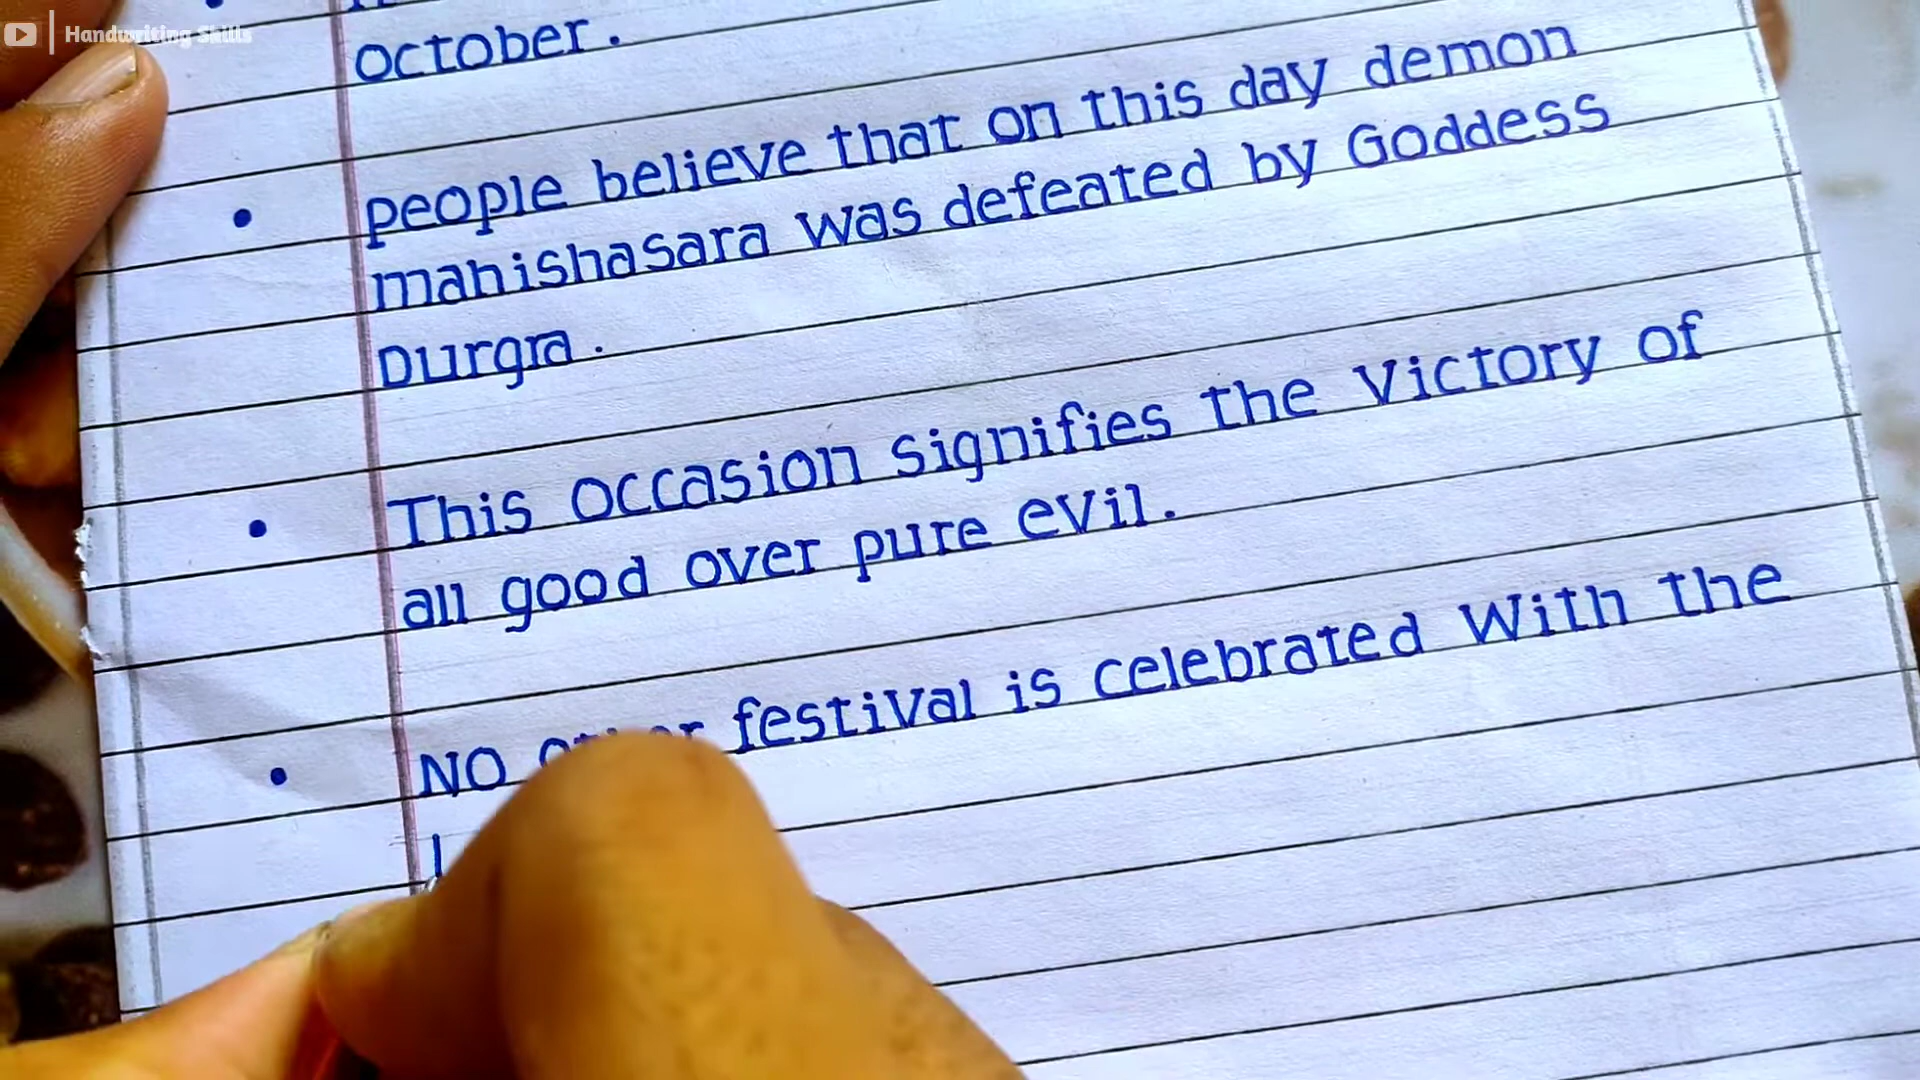 Handwriting Skills
october.
• people believe that on this day demon
mahishasara was defeated by Goddess
Durga.
• This occasion signifies the Victory of
all good over pure evil.
• NO other festival is celebrated With the